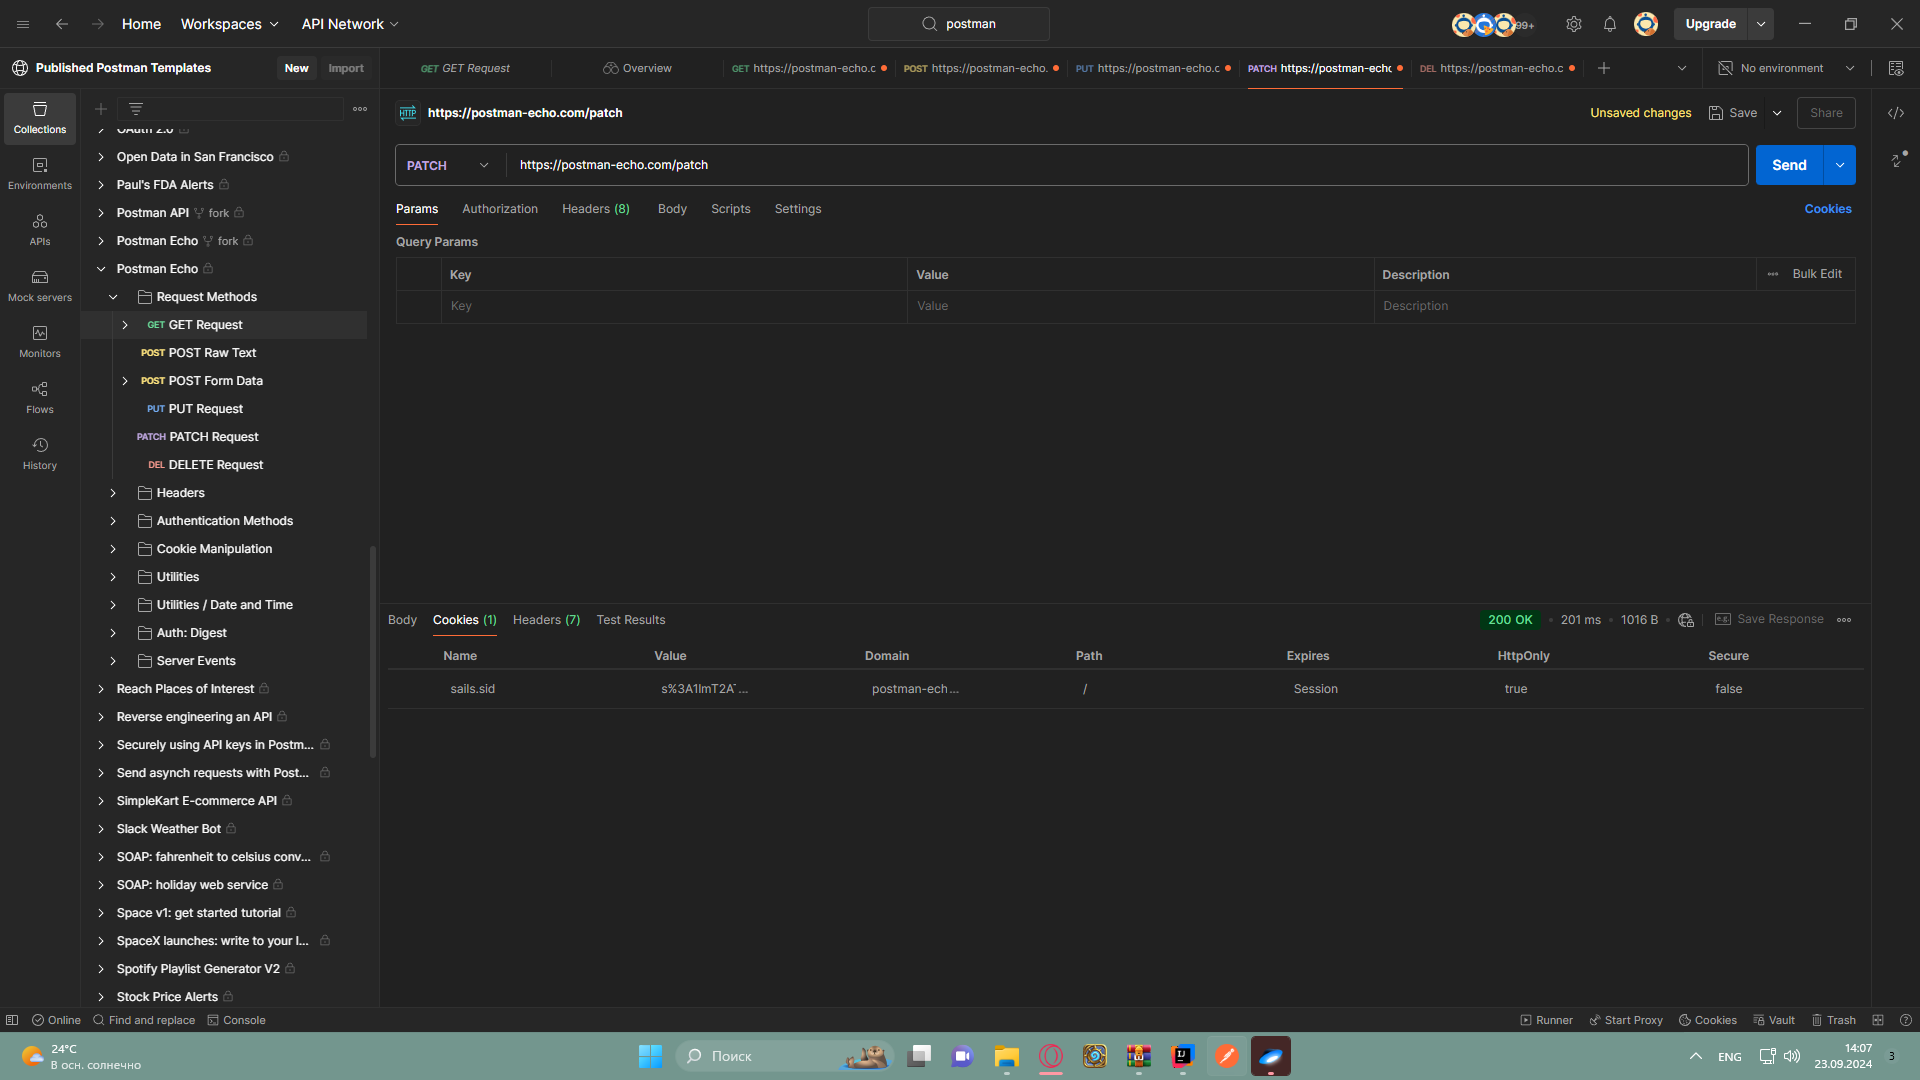 Home
Workspaces
API Network
postman
99+
Upgrade
Published Postman Templates
New
Import
GET GET Request
Overview
GET https://postman-echo.c
POST https://postman-echo.
PUT https://postman-echo.c
PATCH https://postman-echo
DEL https://postman-echo.c
No environment
Collections
Environments
APIs
Mock servers
Monitors
Flows
History
OAuth 2.0
Open Data in San Francisco
Paul's FDA Alerts
Postman API fork
Postman Echo fork
Postman Echo
Request Methods
GET GET Request
POST POST Raw Text
POST POST Form Data
PUT PUT Request
PATCH PATCH Request
DEL DELETE Request
Headers
Authentication Methods
Cookie Manipulation
Utilities
Utilities / Date and Time
Auth: Digest
Server Events
Reach Places of Interest
Reverse engineering an API
Securely using API keys in Postm...
Send asynch requests with Post...
SimpleKart E-commerce API
Slack Weather Bot
SOAP: fahrenheit to celsius conv...
SOAP: holiday web service
Space v1: get started tutorial
SpaceX launches: write to your l...
Spotify Playlist Generator V2
Stock Price Alerts
HTTP https://postman-echo.com/patch
Unsaved changes
Save
Share
PATCH
https://postman-echo.com/patch
Send
Params
Authorization
Headers (8)
Body
Scripts
Settings
Cookies
Query Params
Key
Value
Description
Bulk Edit
Key
Value
Description
Body
Cookies (1)
Headers (7)
Test Results
200 OK
201 ms
1016 B
Save Response
Name
Value
Domain
Path
Expires
HttpOnly
Secure
sails.sid
postman-ech...
/
Session
true
false
Online
Find and replace
Console
Runner
Start Proxy
Cookies
Vault
Trash
24°C
В осн. солнечно
Поиск
ENG
14:07
23.09.2024
3